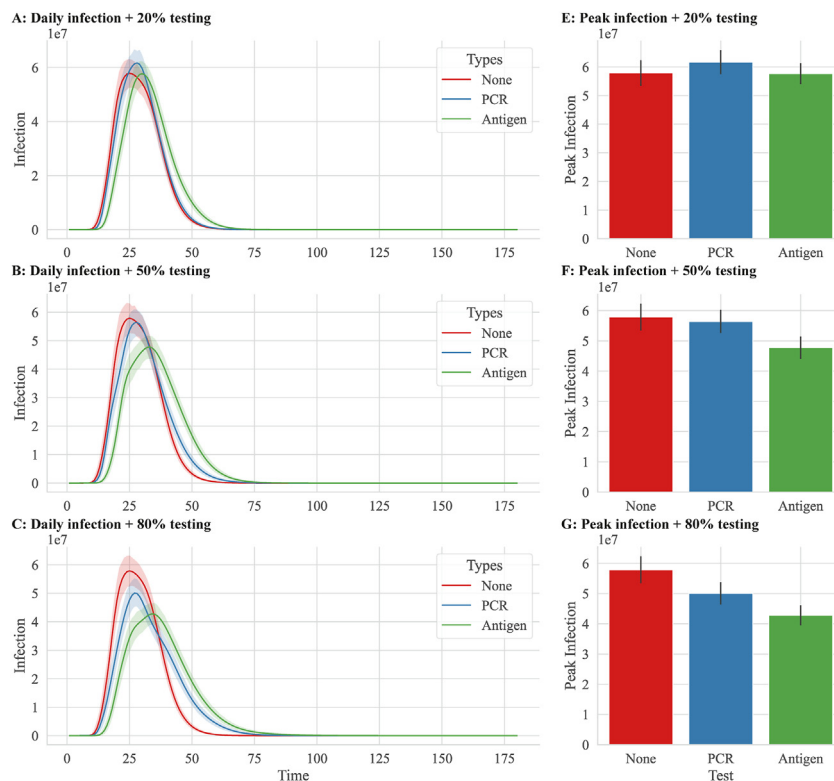 A: Daily infection + 20% testing
1e7
Infection
6
4
2
0
0 25 50 75 100 125 150 175
Types
None
PCR
Antigen
E: Peak infection + 20% testing
1e7
Peak Infection
6
5
4
3
2
1
0
None PCR Antigen
B: Daily infection + 50% testing
1e7
Infection
6
5
4
3
2
1
0
0 25 50 75 100 125 150 175
Types
None
PCR
Antigen
F: Peak infection + 50% testing
1e7
Peak Infection
6
5
4
3
2
1
0
None PCR Antigen
C: Daily infection + 80% testing
1e7
Infection
6
5
4
3
2
1
0
0 25 50 75 100 125 150 175
Time
Types
None
PCR
Antigen
G: Peak infection + 80% testing
1e7
Peak Infection
6
5
4
3
2
1
0
None PCR Antigen
Test